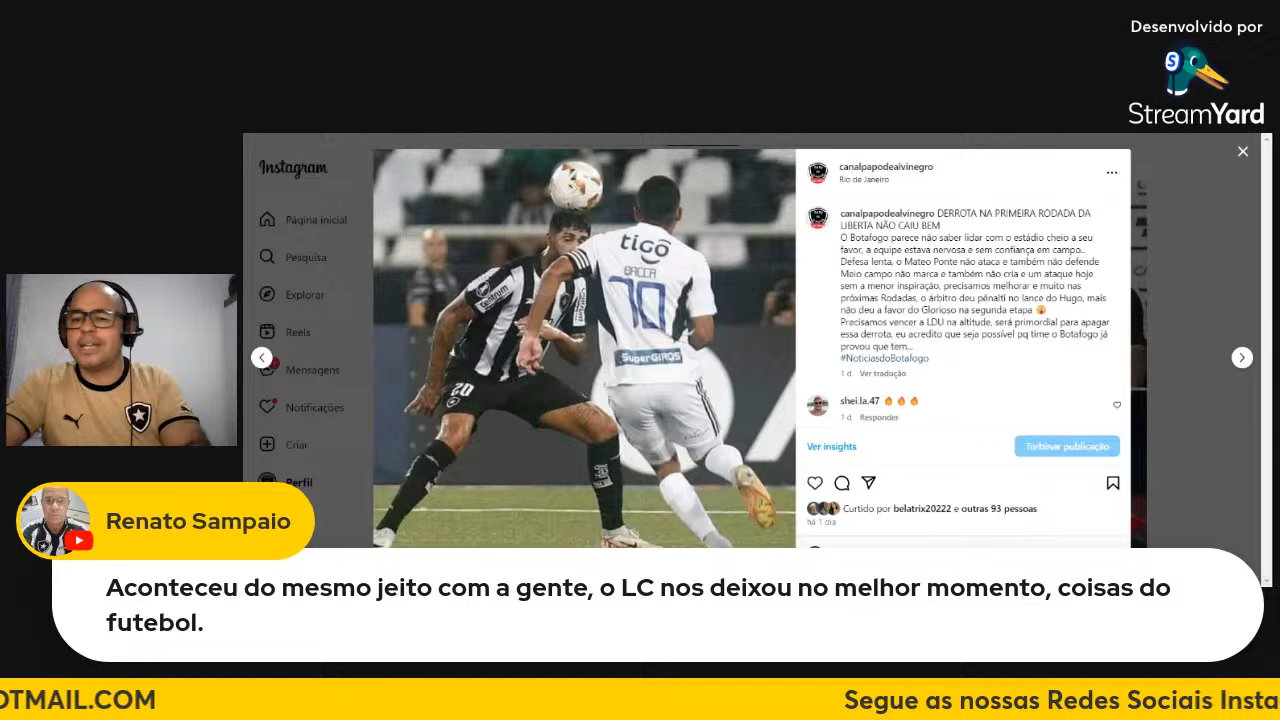 Desenvolvido por
StreamYard
Instagram
Página inicial
Pesquisa
Explorar
Reels
Mensagens
Notificações
Criar
Perfil
tigo
BACCA
10
SuperGIROS
20
canalpapodealvinegro
Rio de Janeiro
canalpapodealvinegro DERROTA NA PRIMEIRA RODADA DA
LIBERTA NÃO CAIU BEM
O Botafogo parece não saber lidar com o estádio cheio a seu
favor, a equipe estava nervosa e sem confiança em campo..
Defesa lenta, o Mateo Ponte não ataca e também não defende
Meio campo não marca e também não cria e um ataque hoje
sem a menor inspiração, precisamos melhorar e muito nas
próximas Rodadas, o árbitro deu pênalti no lance do Hugo, mais
não deu a favor do Glorioso na segunda etapa 😩
Precisamos vencer a LDU na altitude, será primordial para apagar
essa derrota, eu acredito que seja possível pq time o Botafogo já
provou que tem...
#NoticiasdoBotafogo
1 d Ver tradução
shei.la.47 🔥🔥🔥
1 d Responder
Ver insights
Turbinar publicação
Curtido por belatrix20222 e outras 93 pessoas
há 1 dia
Renato Sampaio
Aconteceu do mesmo jeito com a gente, o LC nos deixou no melhor momento, coisas do
futebol.
OTMAIL.COM
Segue as nossas Redes Sociais Insta